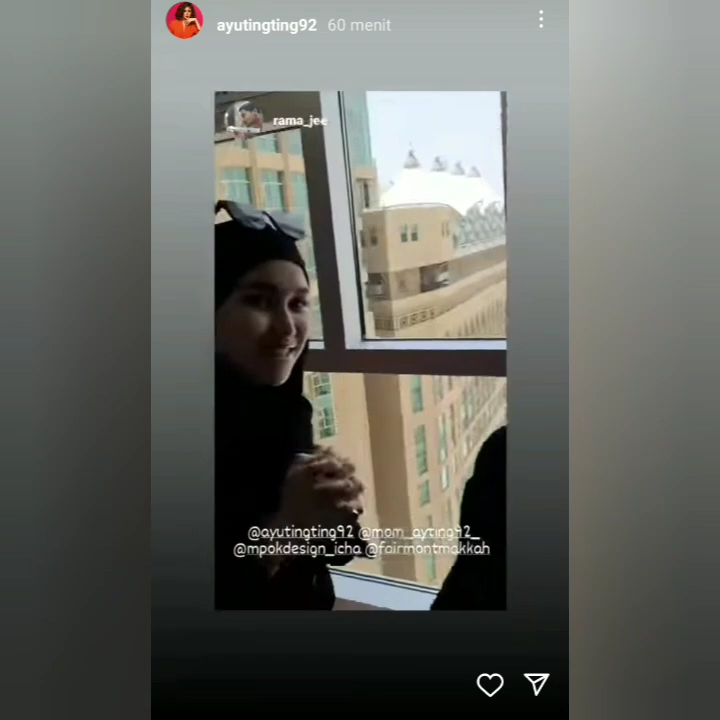 ayutingting92 60 menit
rama_jee
@ayutingting92 @mom_ayting92_
@mpokdesign_icha @fairmontmakkah